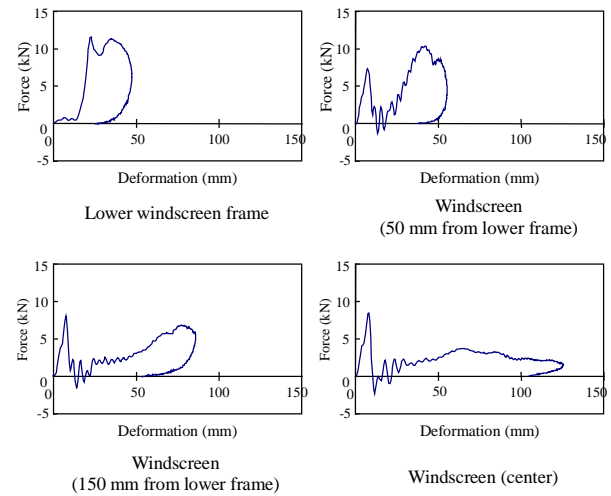 15
10
5
0
-5
Force (kN)
0
50
100
150
Deformation (mm)
Lower windscreen frame
15
10
5
0
-5
Force (kN)
0
50
100
150
Deformation (mm)
Windscreen
(50 mm from lower frame)
15
10
5
0
-5
Force (kN)
0
50
100
150
Deformation (mm)
Windscreen
(150 mm from lower frame)
15
10
5
0
-5
Force (kN)
0
50
100
150
Deformation (mm)
Windscreen (center)